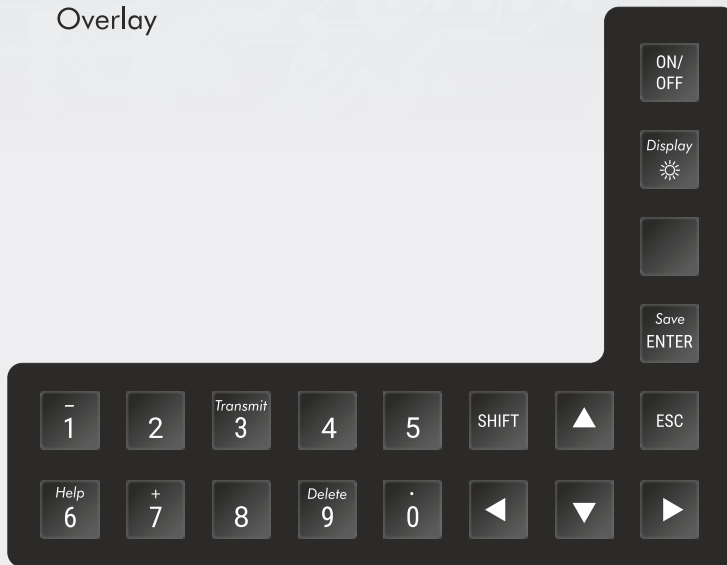 Overlay
ON/
OFF
Display
Save
ENTER
–
1
2
Transmit
3
4
5
SHIFT
ESC
Help
6
+
7
8
Delete
9
.
0